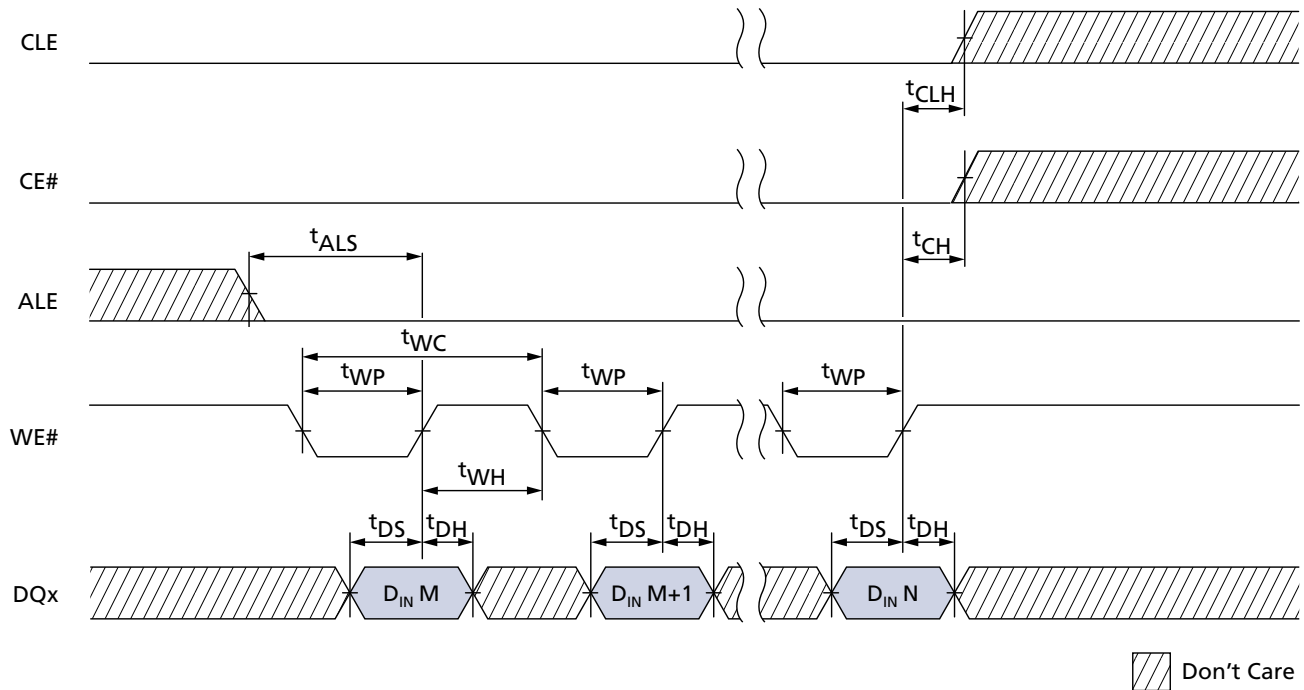 CLE
tCLH
CE#
tCH
tALS
ALE
tWC
tWP
tWP
tWP
WE#
tWH
tDS
tDH
tDS
tDH
tDS
tDH
DQx
DIN M
DIN M+1
DIN N
Don't Care